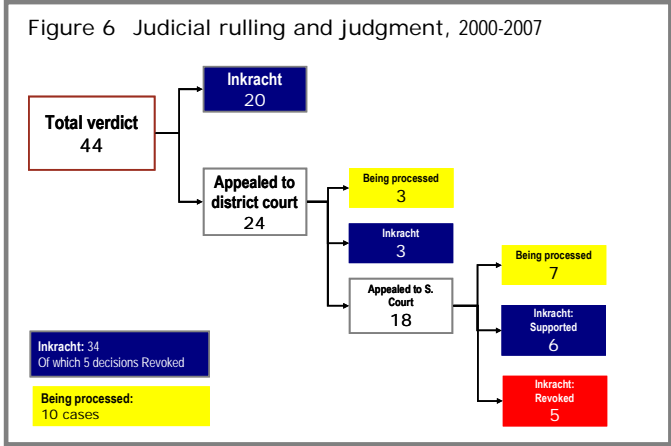 Figure 6 Judicial rulling and judgment, 2000-2007
Inkracht
20
Total verdict
44
Appealed to
district court
24
Being processed
3
Inkracht
3
Appealed to S.
Court
18
Being processed
7
Inkracht:
Supported
6
Inkracht:
Revoked
5
Inkracht: 34
Of which 5 decisions Revoked
Being processed:
10 cases